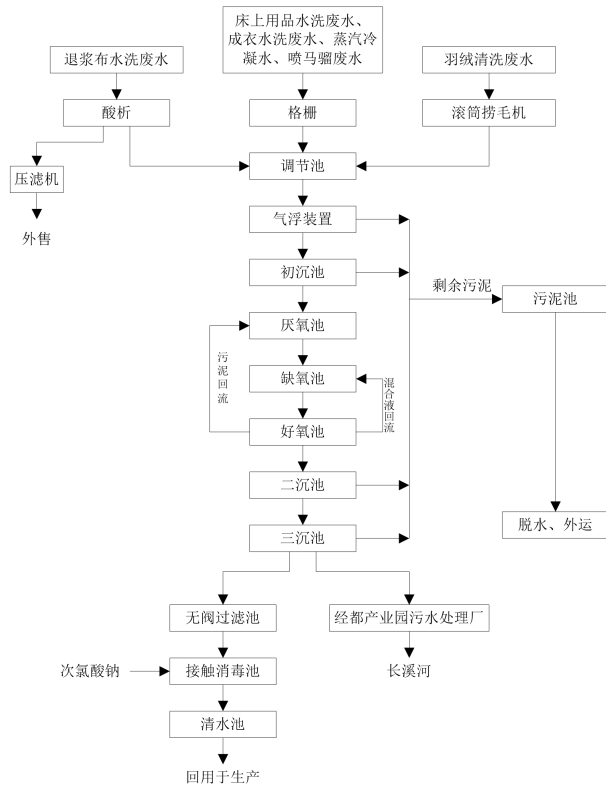 床上用品水洗废水、
成衣水洗废水、蒸汽冷
凝水、喷马骝废水
退浆布水洗废水
羽绒清洗废水
酸析
格栅
滚筒捞毛机
调节池
压滤机
外售
气浮装置
初沉池
剩余污泥
污泥池
厌氧池
污泥回流
缺氧池
混合液回流
好氧池
二沉池
三沉池
脱水、外运
无阀过滤池
经都产业园污水处理厂
次氯酸钠
接触消毒池
长溪河
清水池
回用于生产